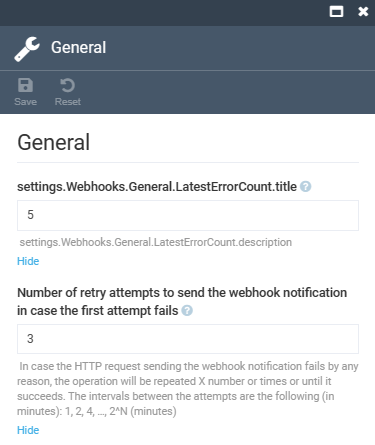 General
Save Reset
General
settings.Webhooks.General.LatestErrorCount.title ?
5
settings.Webhooks.General.LatestErrorCount.description
Hide
Number of retry attempts to send the webhook notification
in case the first attempt fails ?
3
In case the HTTP request sending the webhook notification fails by any
reason, the operation will be repeated X number or times or until it
succeeds. The intervals between the attempts are the following (in
minutes): 1, 2, 4, ..., 2^N (minutes)
Hide